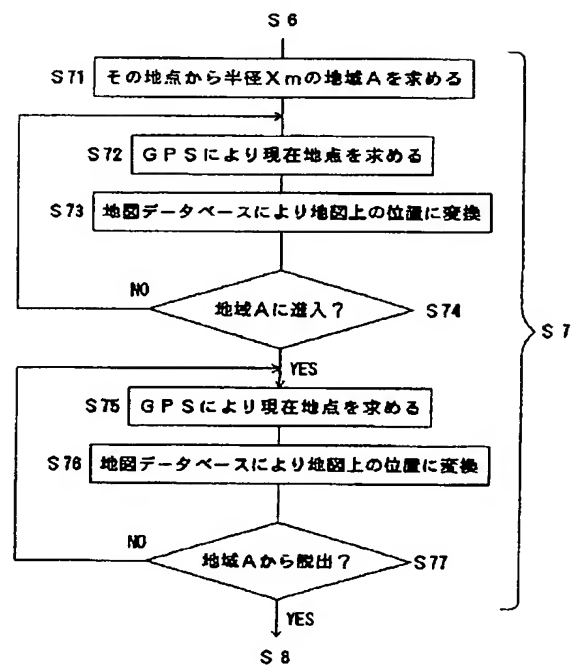 S6
S71 その地点から半径Xmの地域Aを求める
S72 GPSにより現在地点を求める
S73 地図データベースにより地図上の位置に変換
NO 地域Aに進入? S74
S7
YES
S75 GPSにより現在地点を求める
S76 地図データベースにより地図上の位置に変換
NO 地域Aから脱出? S77
YES
S8